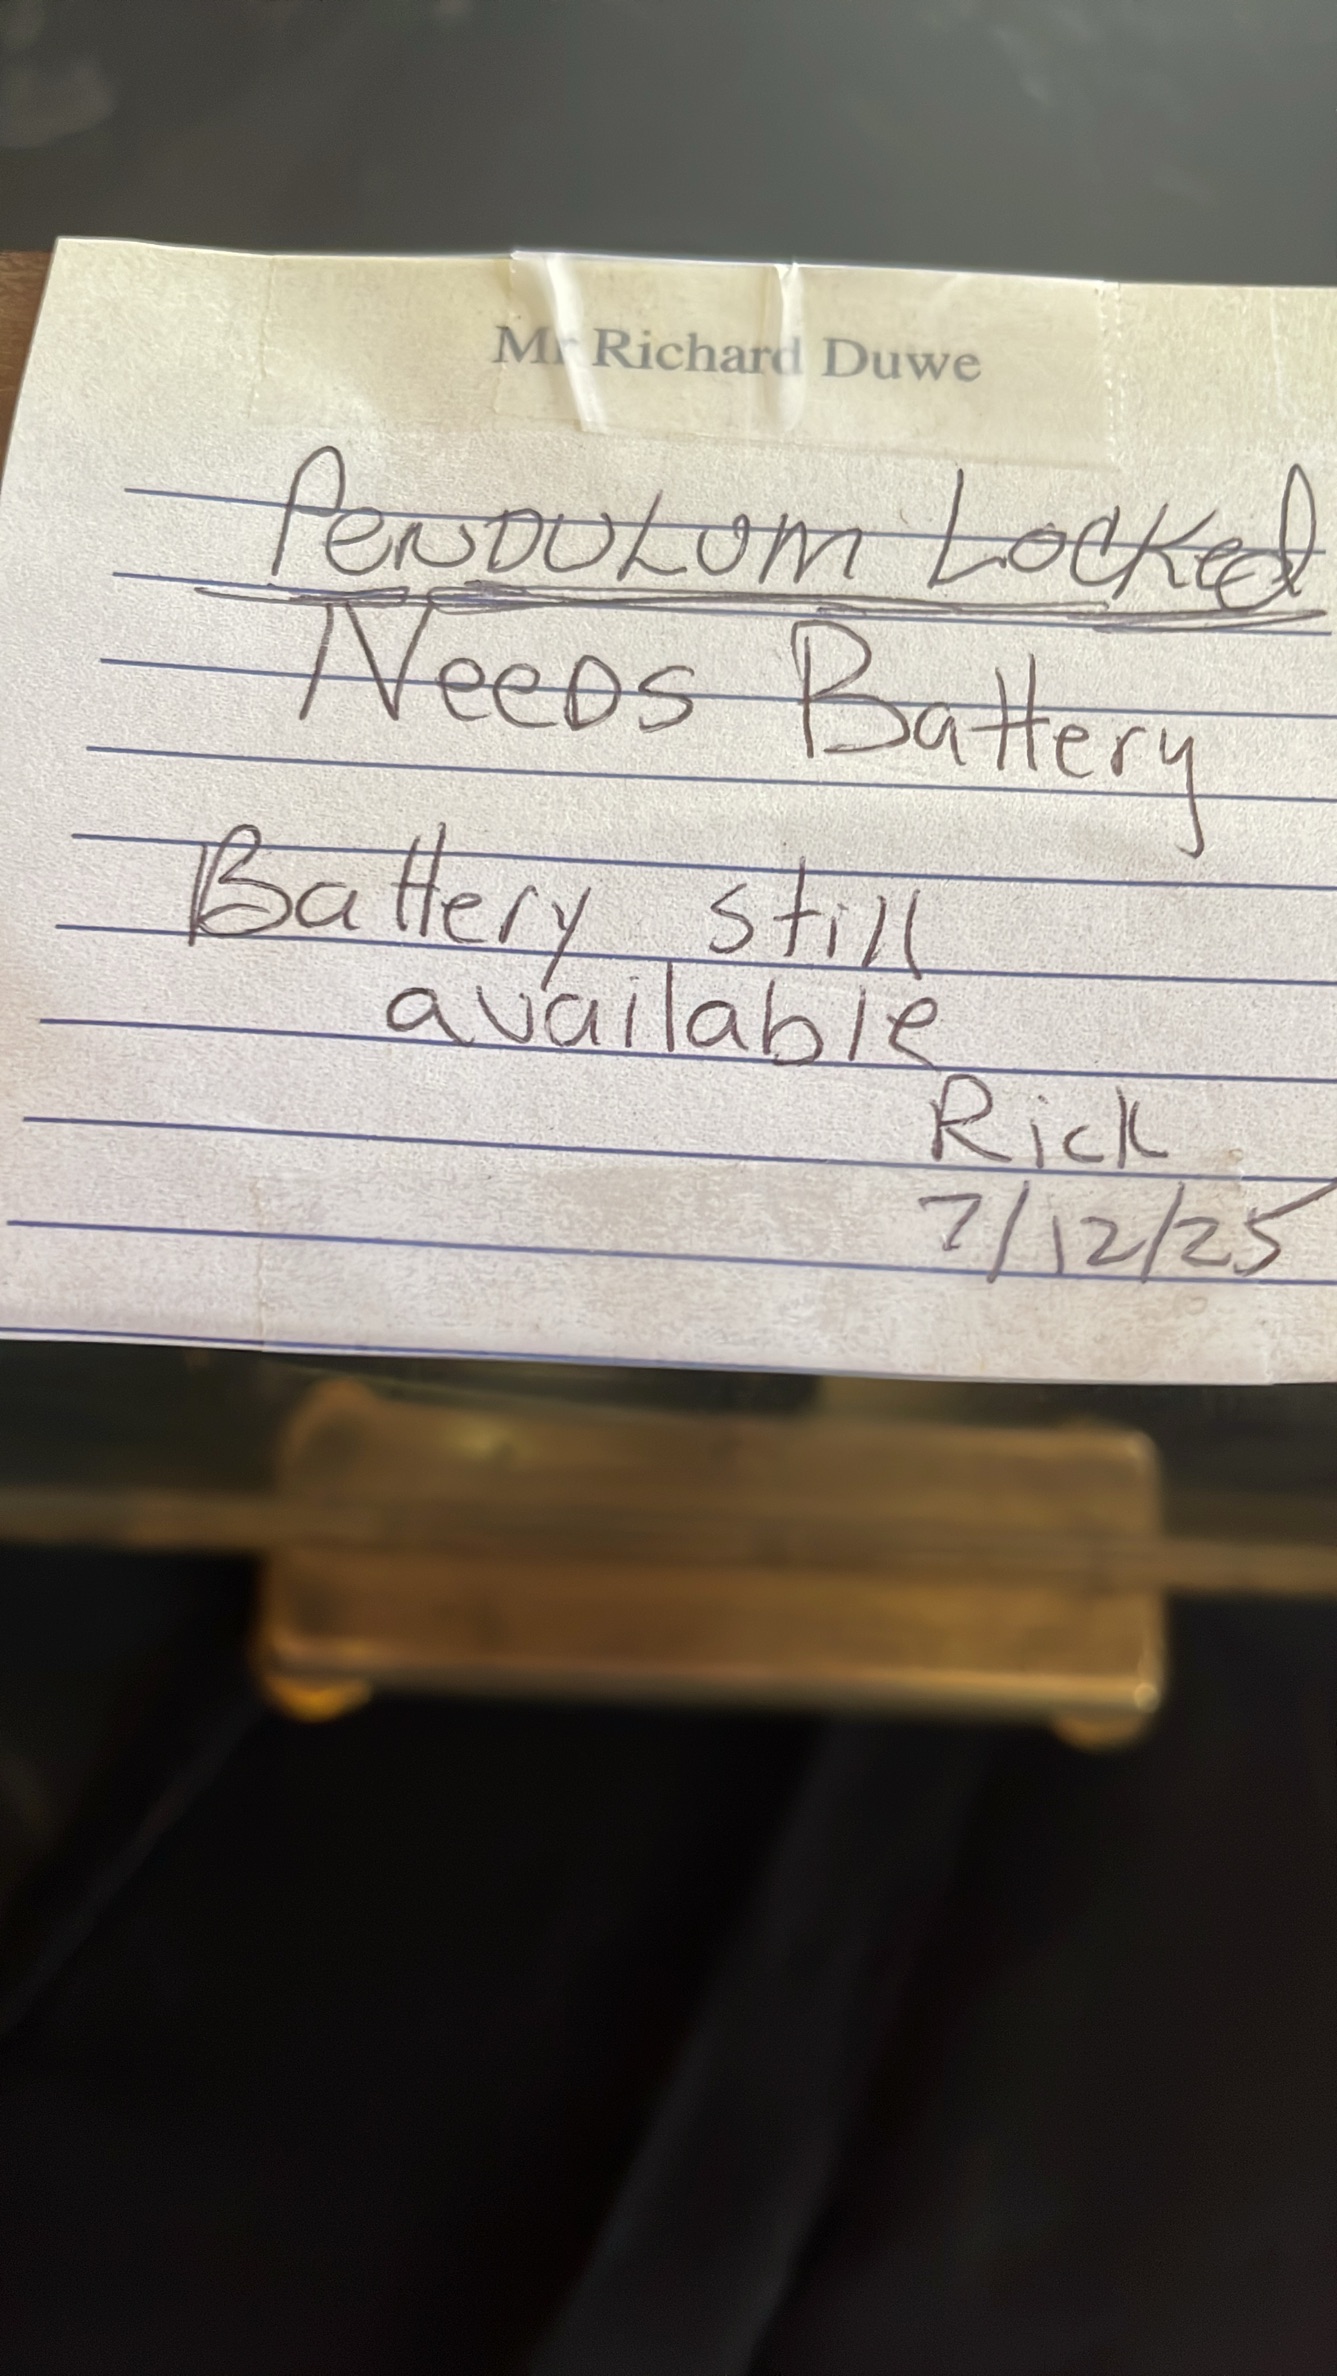 Mr Richard Duwe
PENDULUM LOCKed
NeeDS Battery
Battery still
available
Rick
7/12/25